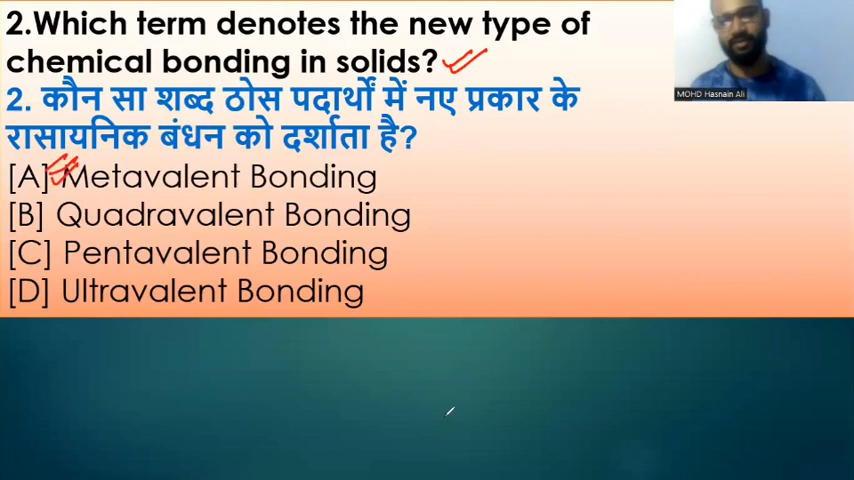 2.Which term denotes the new type of
chemical bonding in solids?
MOHD Hasnain Ali
2. कौन सा शब्द ठोस पदार्थों में नए प्रकार के
रासायनिक बंधन को दर्शाता है?
[A] Metavalent Bonding
[B] Quadravalent Bonding
[C] Pentavalent Bonding
[D] Ultravalent Bonding